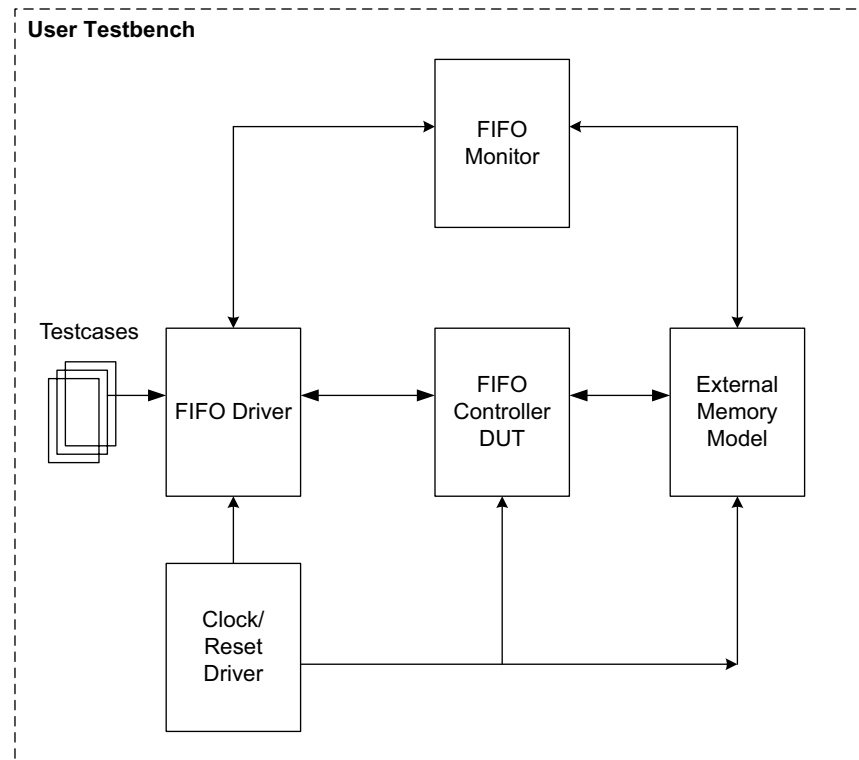 User Testbench
FIFO
Monitor
Testcases
FIFO Driver
FIFO
Controller
DUT
External
Memory
Model
Clock/
Reset
Driver